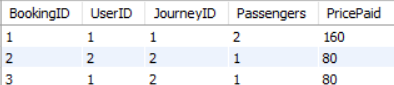 BookingID UserID JourneyID Passengers PricePaid
1 1 1 2 160
2 2 2 1 80
3 1 2 1 80